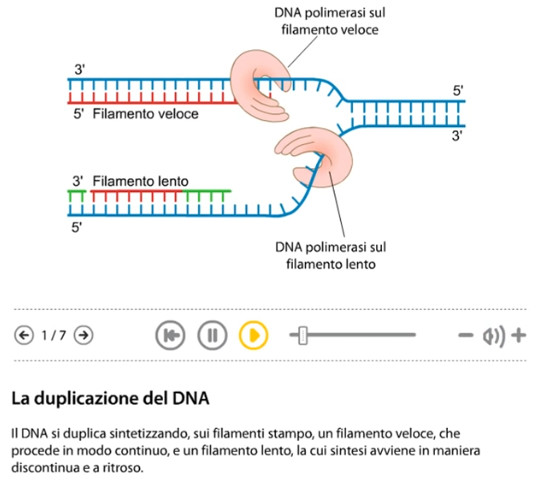 DNA polimerasi sul
filamento veloce
3'
5' Filamento veloce
5'
3'
3' Filamento lento
5'
DNA polimerasi sul
filamento lento
1/7
La duplicazione del DNA
Il DNA si duplica sintetizzando, sui filamenti stampo, un filamento veloce, che
procede in modo continuo, e un filamento lento, la cui sintesi avviene in maniera
discontinua e a ritroso.